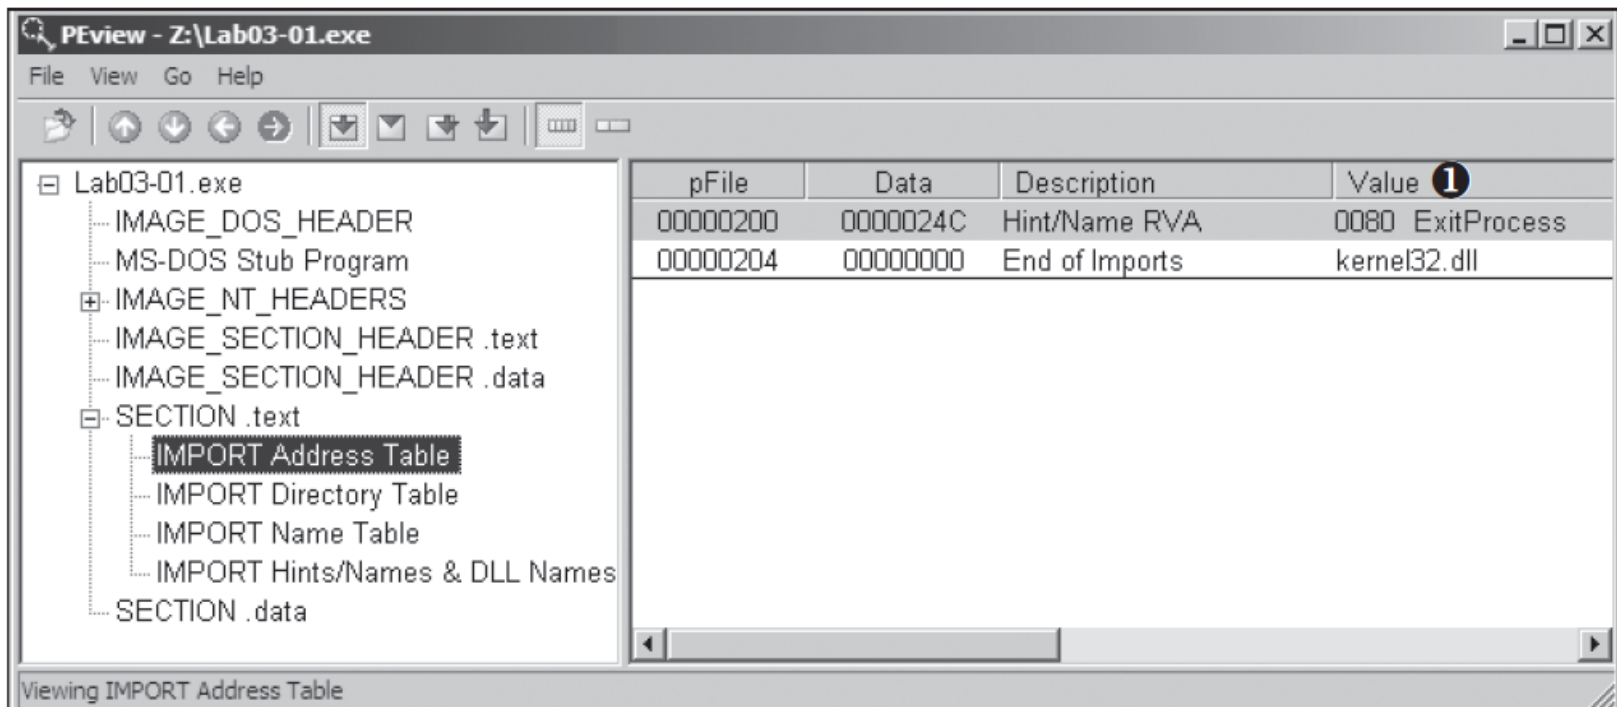 PEview - Z:\Lab03-01.exe
File View Go Help
Lab03-01.exe
IMAGE_DOS_HEADER
MS-DOS Stub Program
IMAGE_NT_HEADERS
IMAGE_SECTION_HEADER .text
IMAGE_SECTION_HEADER .data
SECTION .text
IMPORT Address Table
IMPORT Directory Table
IMPORT Name Table
IMPORT Hints/Names & DLL Names
SECTION .data
pFile Data Description Value ❶
00000200 0000024C Hint/Name RVA 0080 ExitProcess
00000204 00000000 End of Imports kernel32.dll
Viewing IMPORT Address Table